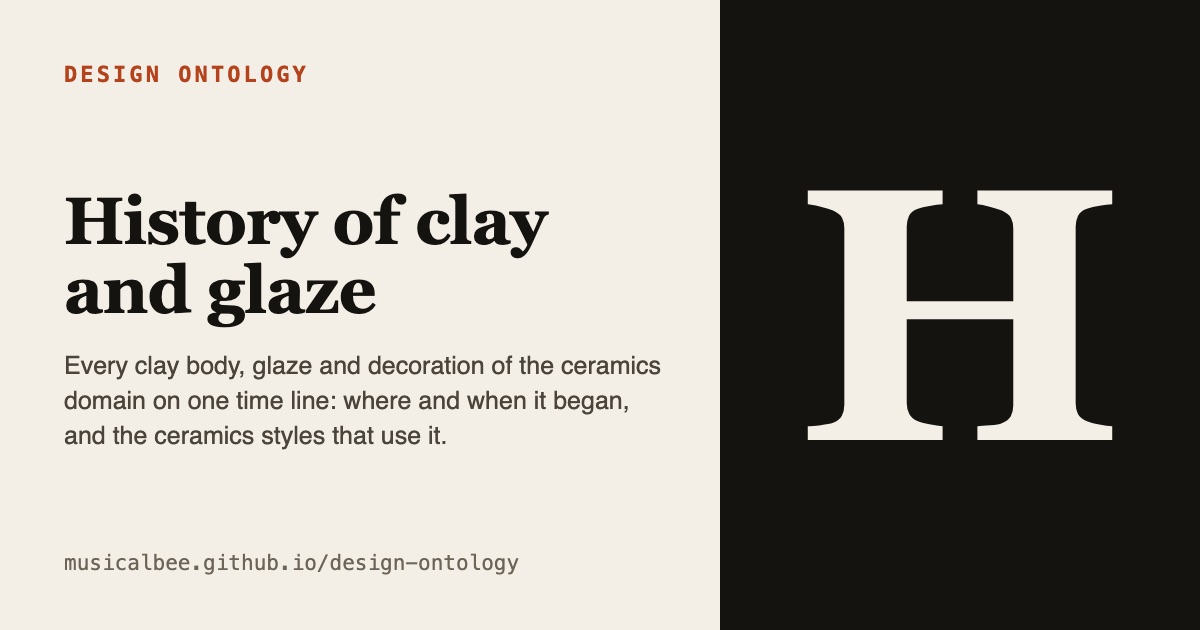 DESIGN ONTOLOGY
History of clay
and glaze
Every clay body, glaze and decoration of the ceramics
domain on one time line: where and when it began,
and the ceramics styles that use it.
musicalbee.github.io/design-ontology
H